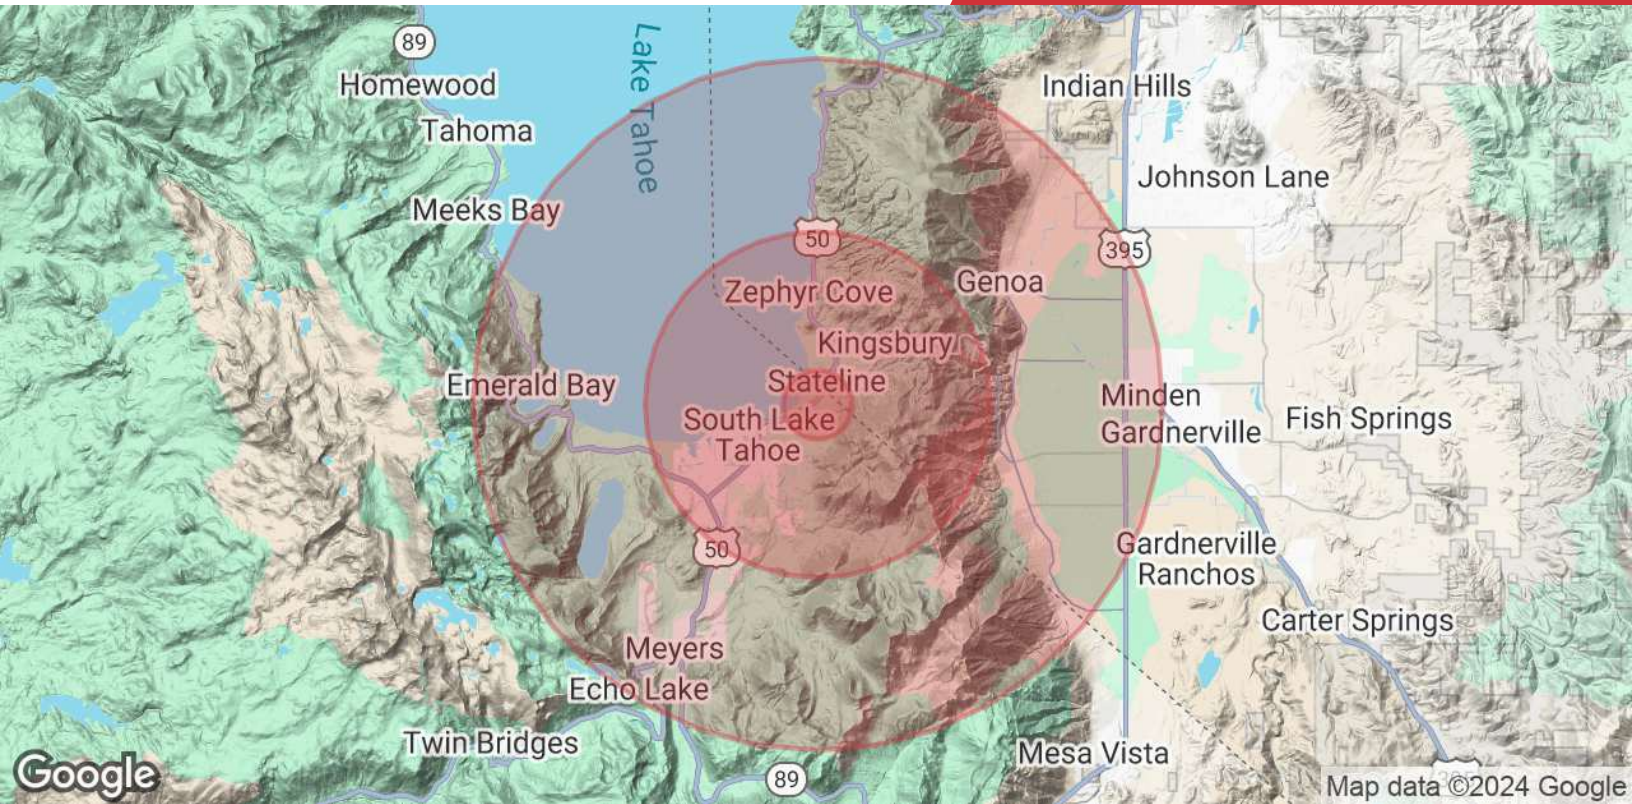 89
Lake Tahoe
Homewood
Indian Hills
Tahoma
Johnson Lane
Meeks Bay
50
395
Zephyr Cove
Genoa
Kingsbury
Emerald Bay
Stateline
Minden
South Lake
Tahoe
Gardnerville
Fish Springs
50
Gardnerville
Ranchos
Carter Springs
Meyers
Echo Lake
Twin Bridges
Mesa Vista
89
Google
Map data ©2024 Google